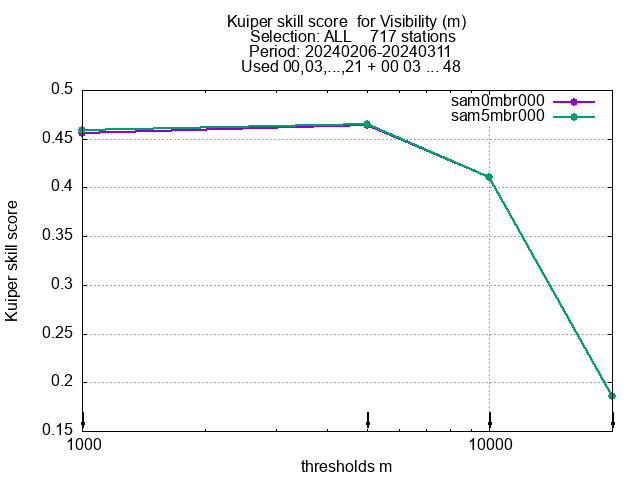 Kuiper skill score  for Visibility (m)
Selection: ALL    717 stations
Period: 20240206-20240311
Used 00,03,...,21 + 00 03 ... 48
sam0mbr000
sam5mbr000
0.5
0.45
0.4
0.35
0.3
0.25
0.2
0.15
Kuiper skill score
1000
10000
thresholds m